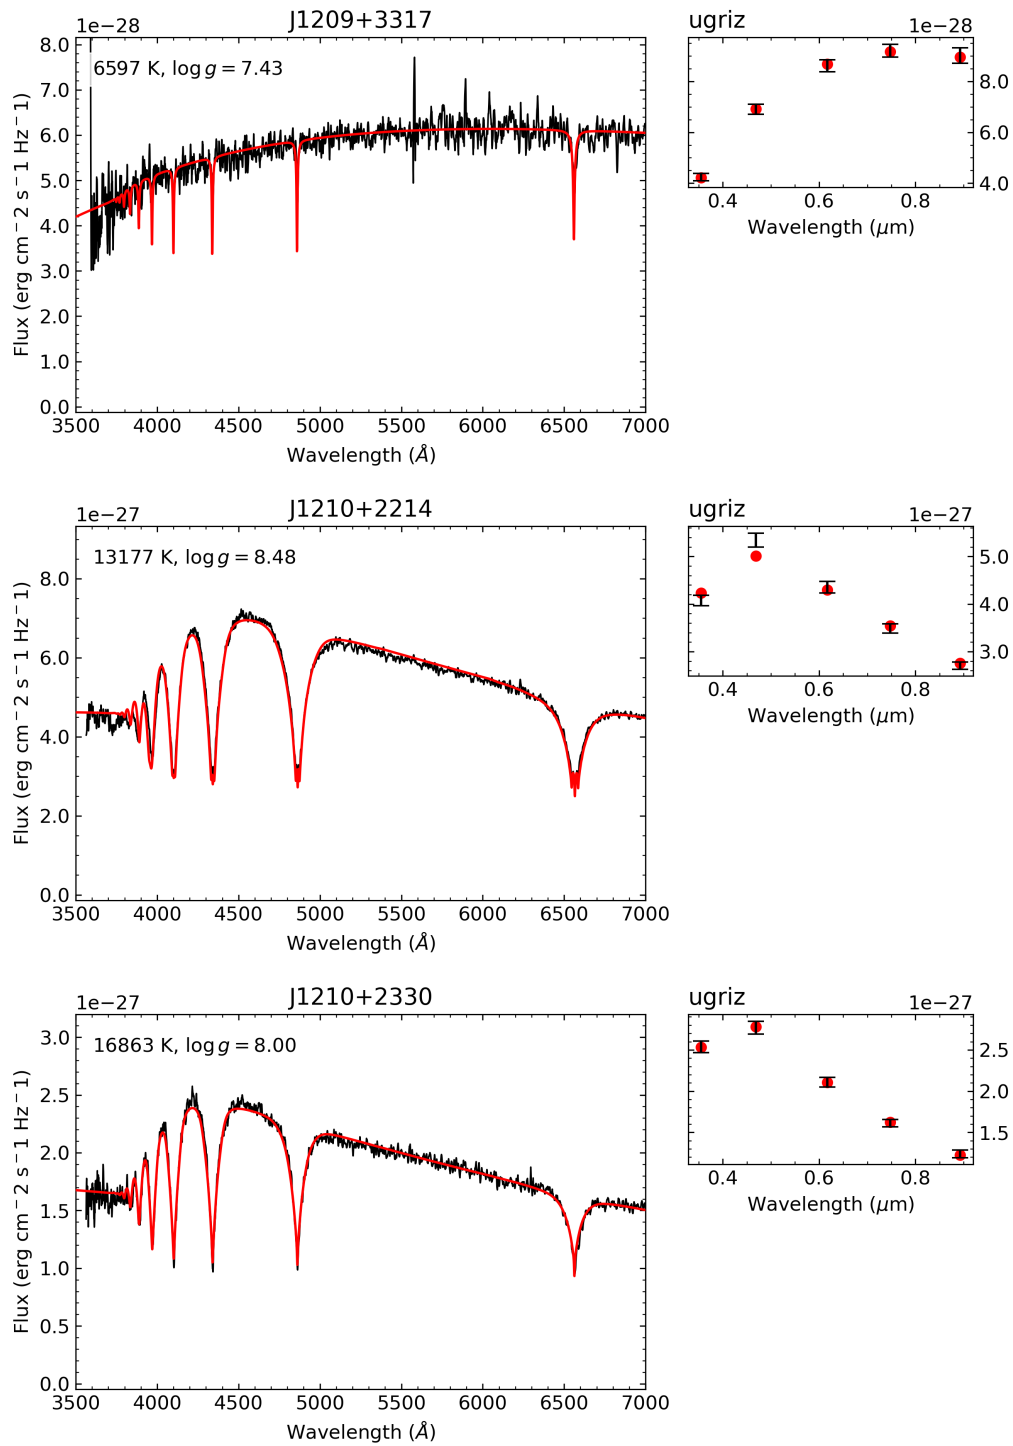 J1209+3317
1e−28
6597 K, log g = 7.43
8.0
7.0
6.0
5.0
4.0
3.0
2.0
1.0
0.0
3500 4000 4500 5000 5500 6000 6500 7000
Wavelength (Å)
Flux (erg cm−2 s−1 Hz−1)
ugriz
1e−28
8.0
6.0
4.0
0.4 0.6 0.8
Wavelength (μm)
J1210+2214
1e−27
13177 K, log g = 8.48
8.0
6.0
4.0
2.0
0.0
3500 4000 4500 5000 5500 6000 6500 7000
Wavelength (Å)
Flux (erg cm−2 s−1 Hz−1)
ugriz
1e−27
5.0
4.0
3.0
0.4 0.6 0.8
Wavelength (μm)
J1210+2330
1e−27
16863 K, log g = 8.00
3.0
2.5
2.0
1.5
1.0
0.5
0.0
3500 4000 4500 5000 5500 6000 6500 7000
Wavelength (Å)
Flux (erg cm−2 s−1 Hz−1)
ugriz
1e−27
2.5
2.0
1.5
0.4 0.6 0.8
Wavelength (μm)